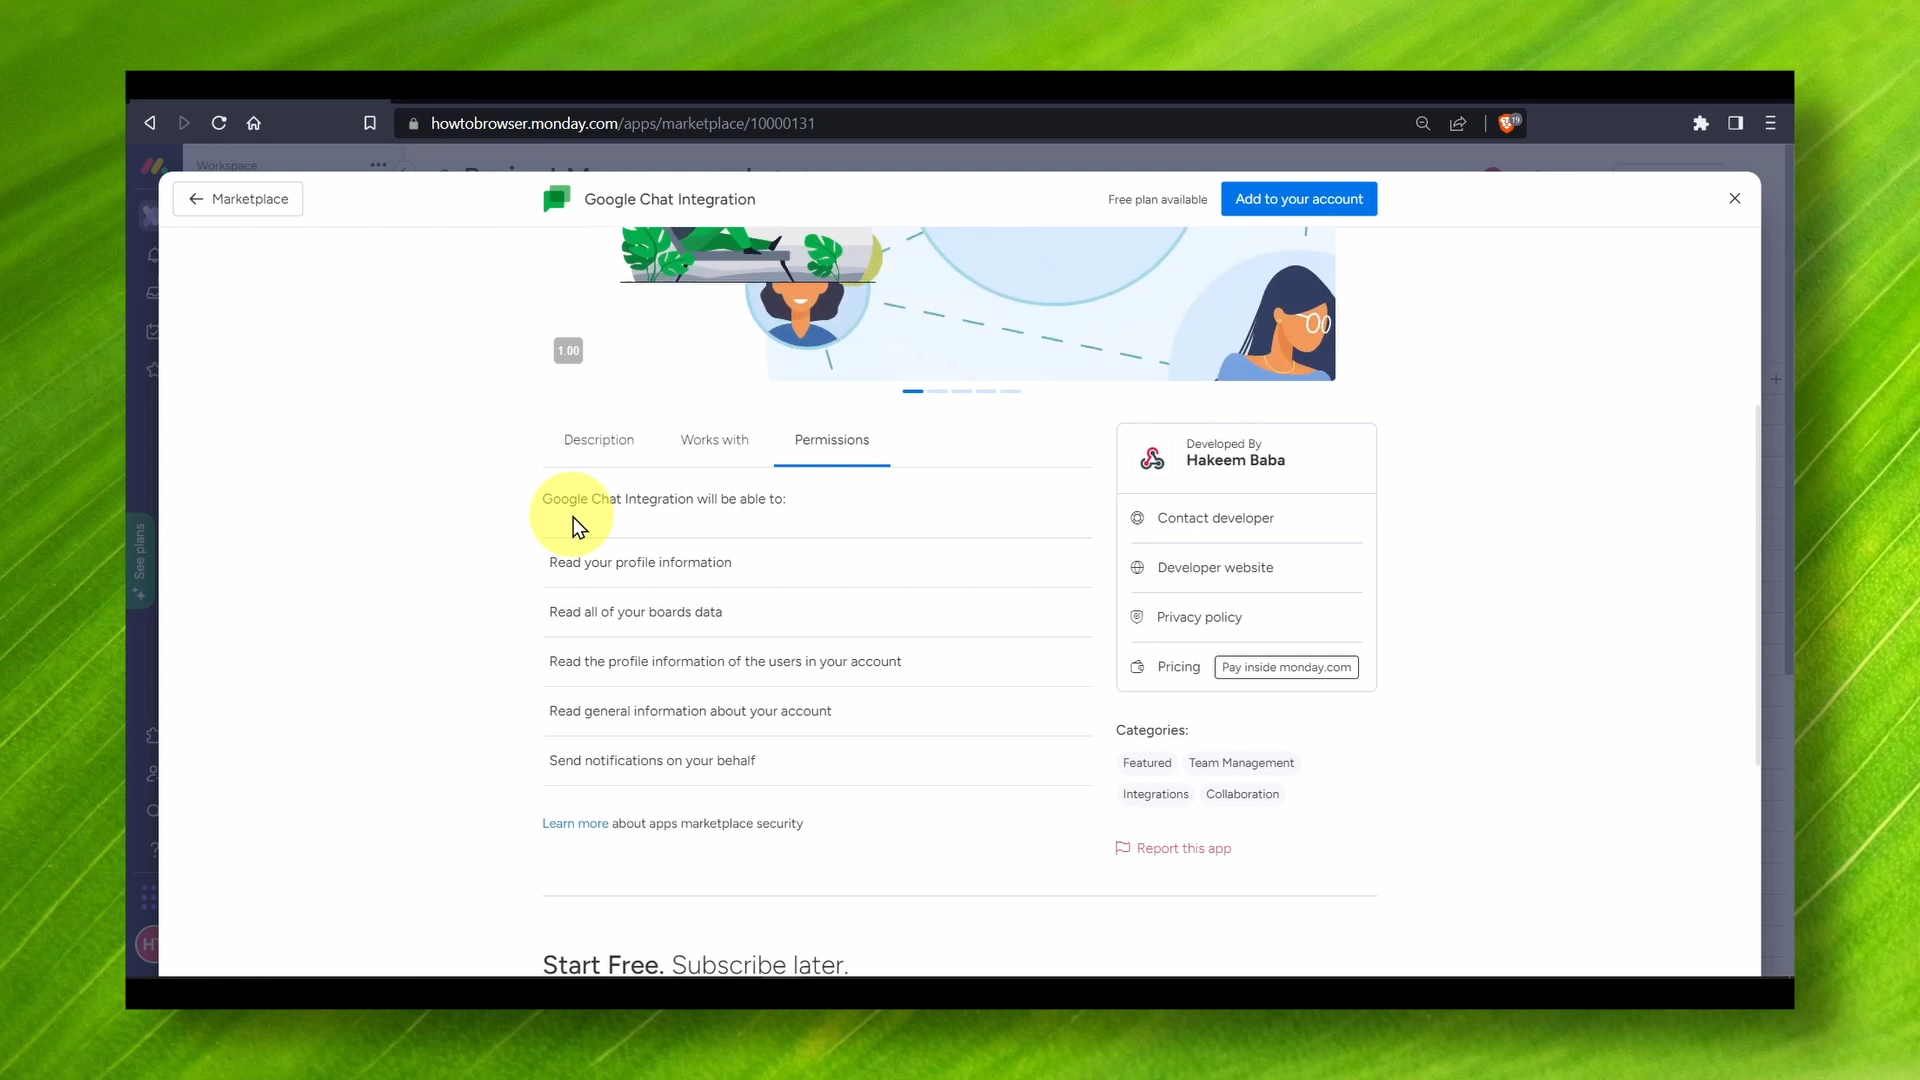 howtobrowser.monday.com/apps/marketplace/10000131
19
Workspace
Marketplace
Google Chat Integration
Free plan available
Add to your account
1.00
Description
Works with
Permissions
Google Chat Integration will be able to:
Read your profile information
Read all of your boards data
Read the profile information of the users in your account
Read general information about your account
Send notifications on your behalf
Learn more about apps marketplace security
Developed By
Hakeem Baba
Contact developer
Developer website
Privacy policy
Pricing
Pay inside monday.com
Categories:
Featured
Team Management
Integrations
Collaboration
Report this app
See plans
Start Free. Subscribe later.